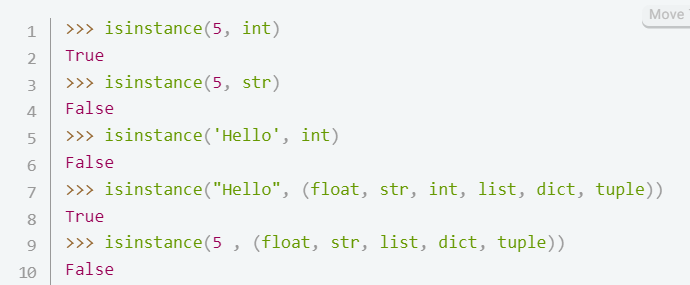 Move
1 >>> isinstance(5, int)
2 True
3 >>> isinstance(5, str)
4 False
5 >>> isinstance('Hello', int)
6 False
7 >>> isinstance("Hello", (float, str, int, list, dict, tuple))
8 True
9 >>> isinstance(5 , (float, str, list, dict, tuple))
10 False